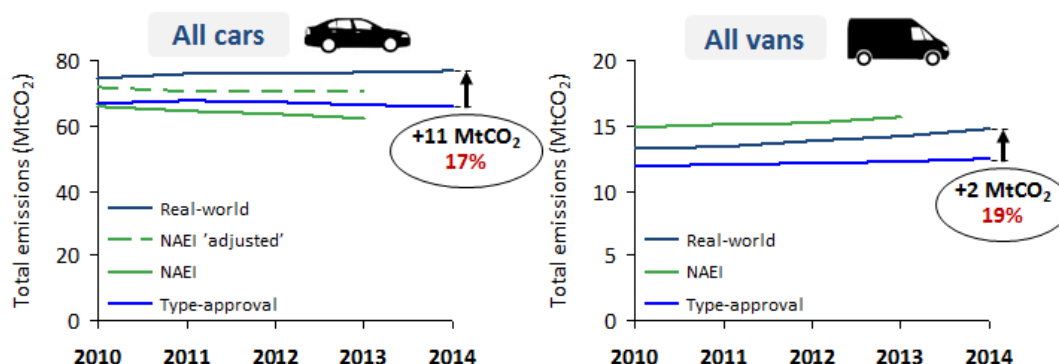 All cars
Total emissions (MtCO2)
80
60
40
20
0
+11 MtCO2
17%
Real-world
NAEI 'adjusted'
NAEI
Type-approval
2010 2011 2012 2013 2014
All vans
Total emissions (MtCO2)
20
15
10
5
0
+2 MtCO2
19%
Real-world
NAEI
Type-approval
2010 2011 2012 2013 2014